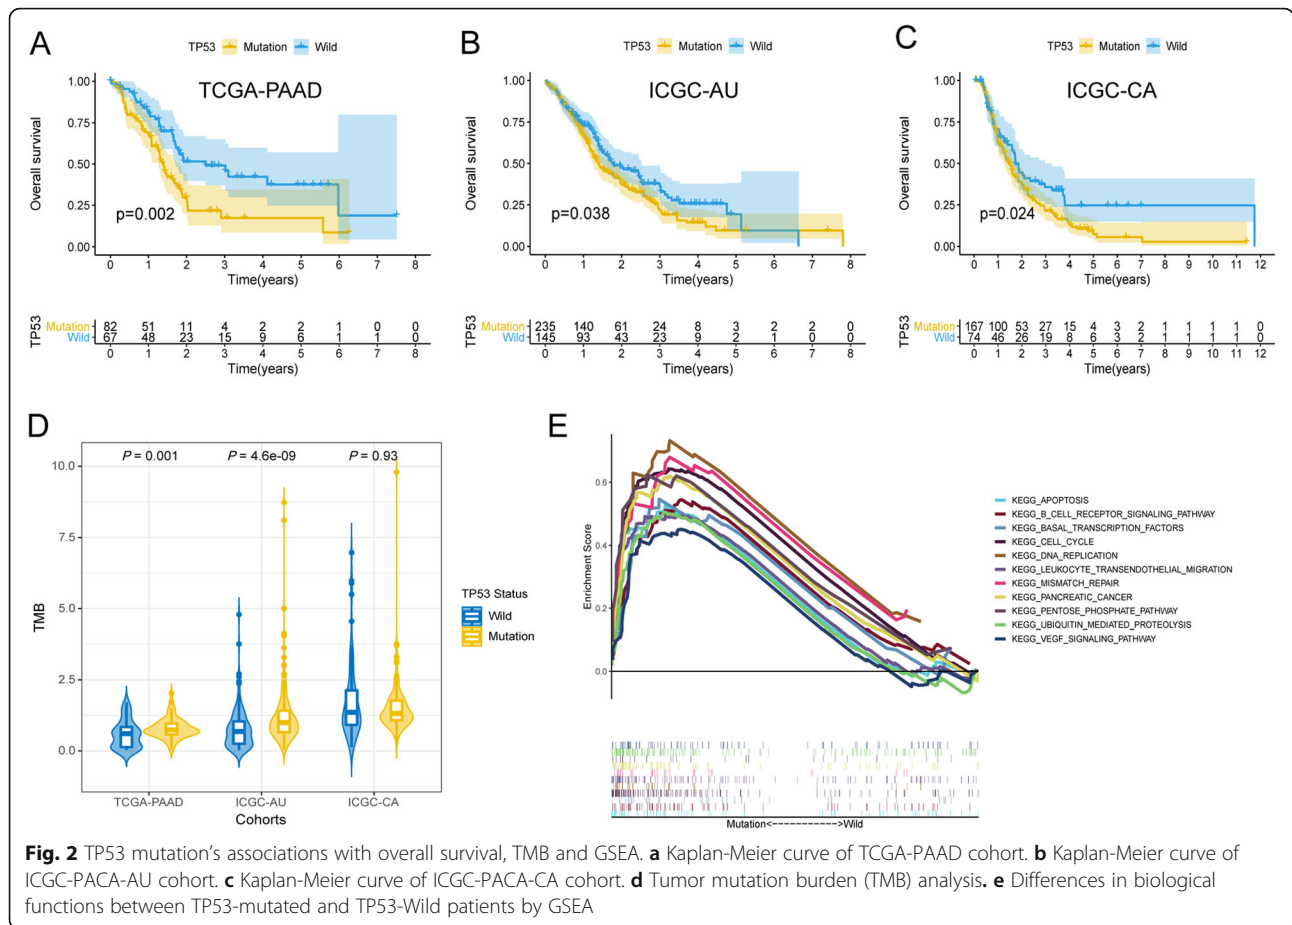 A
TP53 Mutation Wild
TCGA-PAAD
Overall survival
1.00
0.75
0.50
0.25
0.00
p=0.002
0 1 2 3 4 5 6 7 8
Time(years)
TP53
Mutation 82 51 11 4 2 2 1 0 0
Wild 67 48 23 15 9 6 1 1 0
0 1 2 3 4 5 6 7 8
Time(years)
B
TP53 Mutation Wild
ICGC-AU
Overall survival
1.00
0.75
0.50
0.25
0.00
p=0.038
0 1 2 3 4 5 6 7 8
Time(years)
TP53
Mutation 235 140 61 24 8 3 2 2 0
Wild 145 93 43 23 9 2 1 0 0
0 1 2 3 4 5 6 7 8
Time(years)
C
TP53 Mutation Wild
ICGC-CA
Overall survival
1.00
0.75
0.50
0.25
0.00
p=0.024
0 1 2 3 4 5 6 7 8 9 10 11 12
Time(years)
TP53
Mutation 167 100 53 27 15 4 3 2 1 1 1 1 0
Wild 74 46 26 19 8 6 3 2 1 1 1 1 0
0 1 2 3 4 5 6 7 8 9 10 11 12
Time(years)
D
P = 0.001 P = 4.6e-09 P = 0.93
TMB
10.0
7.5
5.0
2.5
0.0
TCGA-PAAD ICGC-AU ICGC-CA
Cohorts
TP53 Status
Wild
Mutation
E
Enrichment Score
0.6
0.4
0.2
0.0
KEGG_APOPTOSIS
KEGG_B_CELL_RECEPTOR_SIGNALING_PATHWAY
KEGG_BASAL_TRANSCRIPTION_FACTORS
KEGG_CELL_CYCLE
KEGG_DNA_REPLICATION
KEGG_LEUKOCYTE_TRANSENDOTHELIAL_MIGRATION
KEGG_MISMATCH_REPAIR
KEGG_PANCREATIC_CANCER
KEGG_PENTOSE_PHOSPHATE_PATHWAY
KEGG_UBIQUITIN_MEDIATED_PROTEOLYSIS
KEGG_VEGF_SIGNALING_PATHWAY
Mutation<------------>Wild
Fig. 2 TP53 mutation's associations with overall survival, TMB and GSEA. a Kaplan-Meier curve of TCGA-PAAD cohort. b Kaplan-Meier curve of
ICGC-PACA-AU cohort. c Kaplan-Meier curve of ICGC-PACA-CA cohort. d Tumor mutation burden (TMB) analysis. e Differences in biological
functions between TP53-mutated and TP53-Wild patients by GSEA